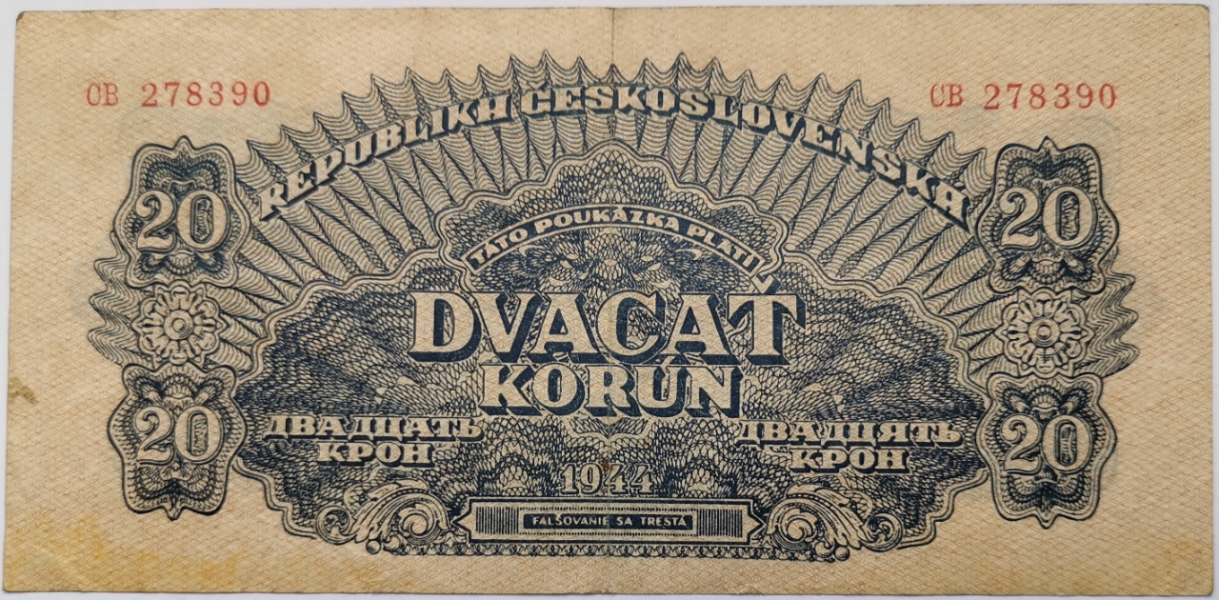 CB 278390
CB 278390
REPUBLIKA ČESKOSLOVENSKÁ
20
20
TÁTO POUKÁZKA PLATÍ
DVACAŤ
KORÚN
20
20
ДВАДЦАТЬ
КРОН
ДВАДЦЯТЬ
КРОН
1944
FALŠOVANIE SA TRESTÁ